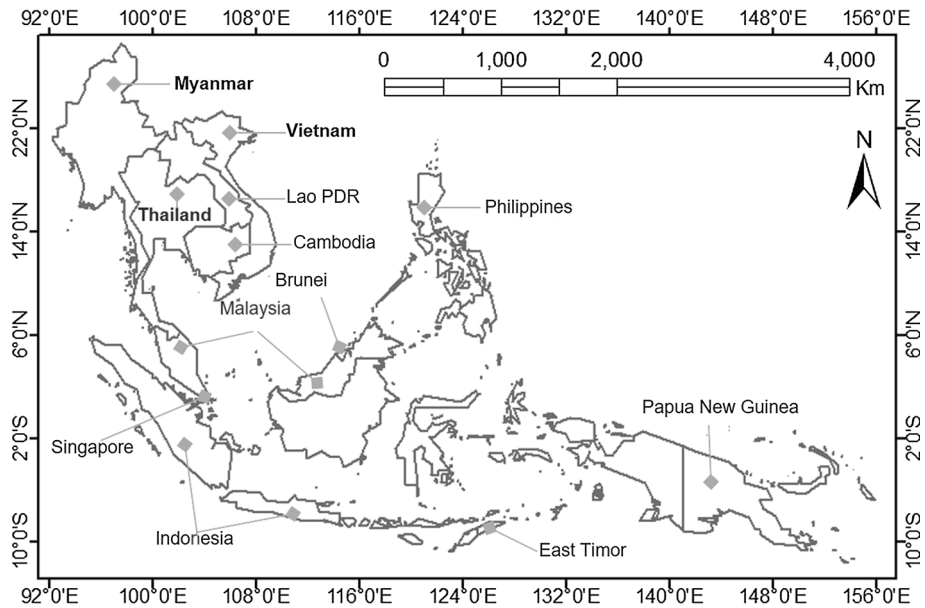 92°0'E 100°0'E 108°0'E 116°0'E 124°0'E 132°0'E 140°0'E 148°0'E 156°0'E
0 1,000 2,000 4,000
Km
Myanmar
22°0'N 22°0'N
Vietnam
N
Lao PDR
Philippines
Thailand
14°0'N 14°0'N
Cambodia
Brunei
Malaysia
6°0'N 6°0'N
Papua New Guinea
2°0'S 2°0'S
Singapore
Indonesia
10°0'S 10°0'S
East Timor
92°0'E 100°0'E 108°0'E 116°0'E 124°0'E 132°0'E 140°0'E 148°0'E 156°0'E